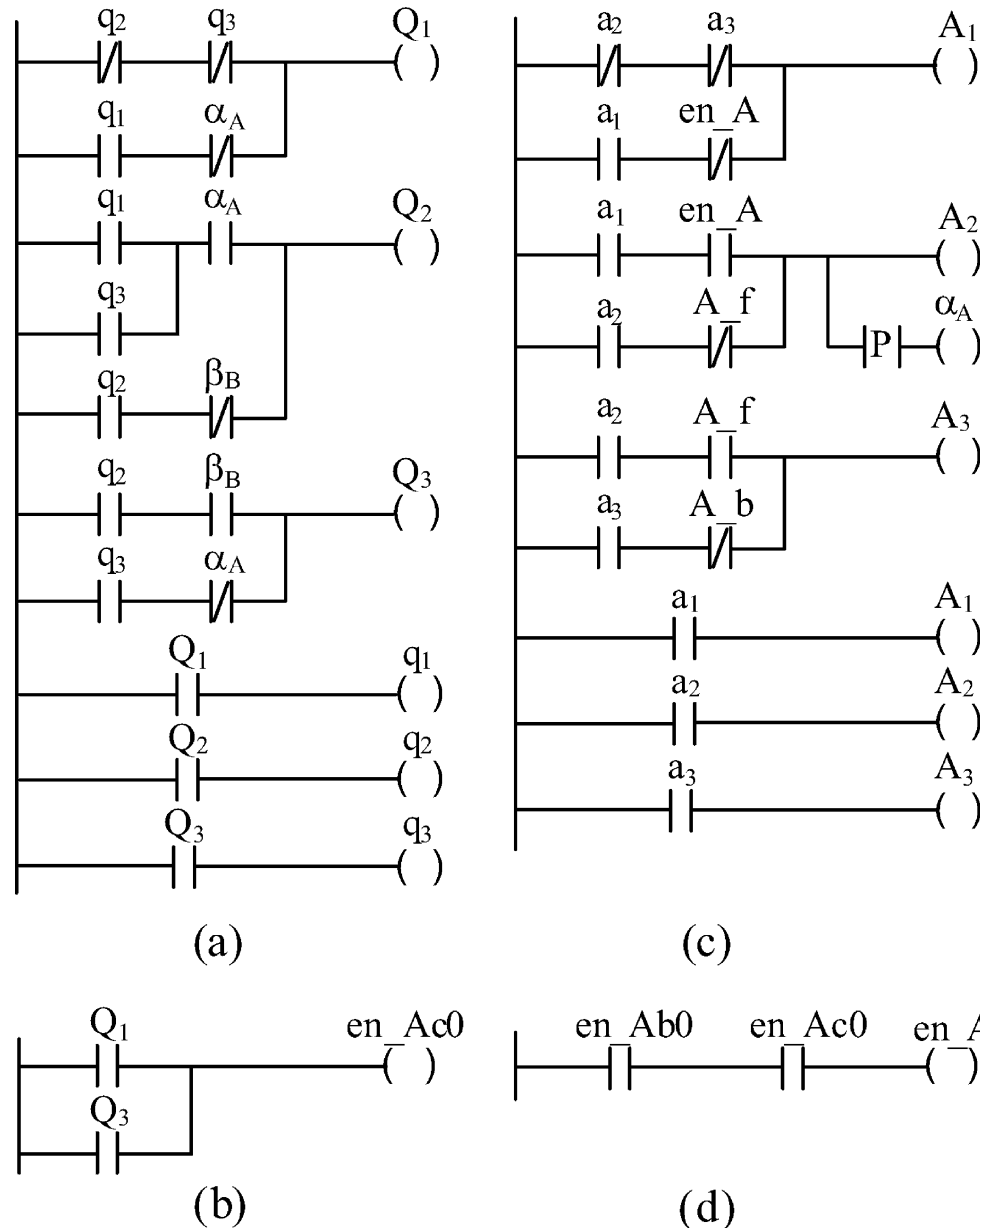 q2 q3 Q1
q1 αA
q1 αA Q2
q3
q2 βB
q2 βB Q3
q3 αA
Q1 q1
Q2 q2
Q3 q3
(a)
a2 a3 A1
a1 en_A
a1 en_A A2
a2 A_f αA
P
a2 A_f A3
a3 A_b
a1 A1
a2 A2
a3 A3
(c)
Q1 en_Ac0
Q3
(b)
en_Ab0 en_Ac0 en_A
(d)